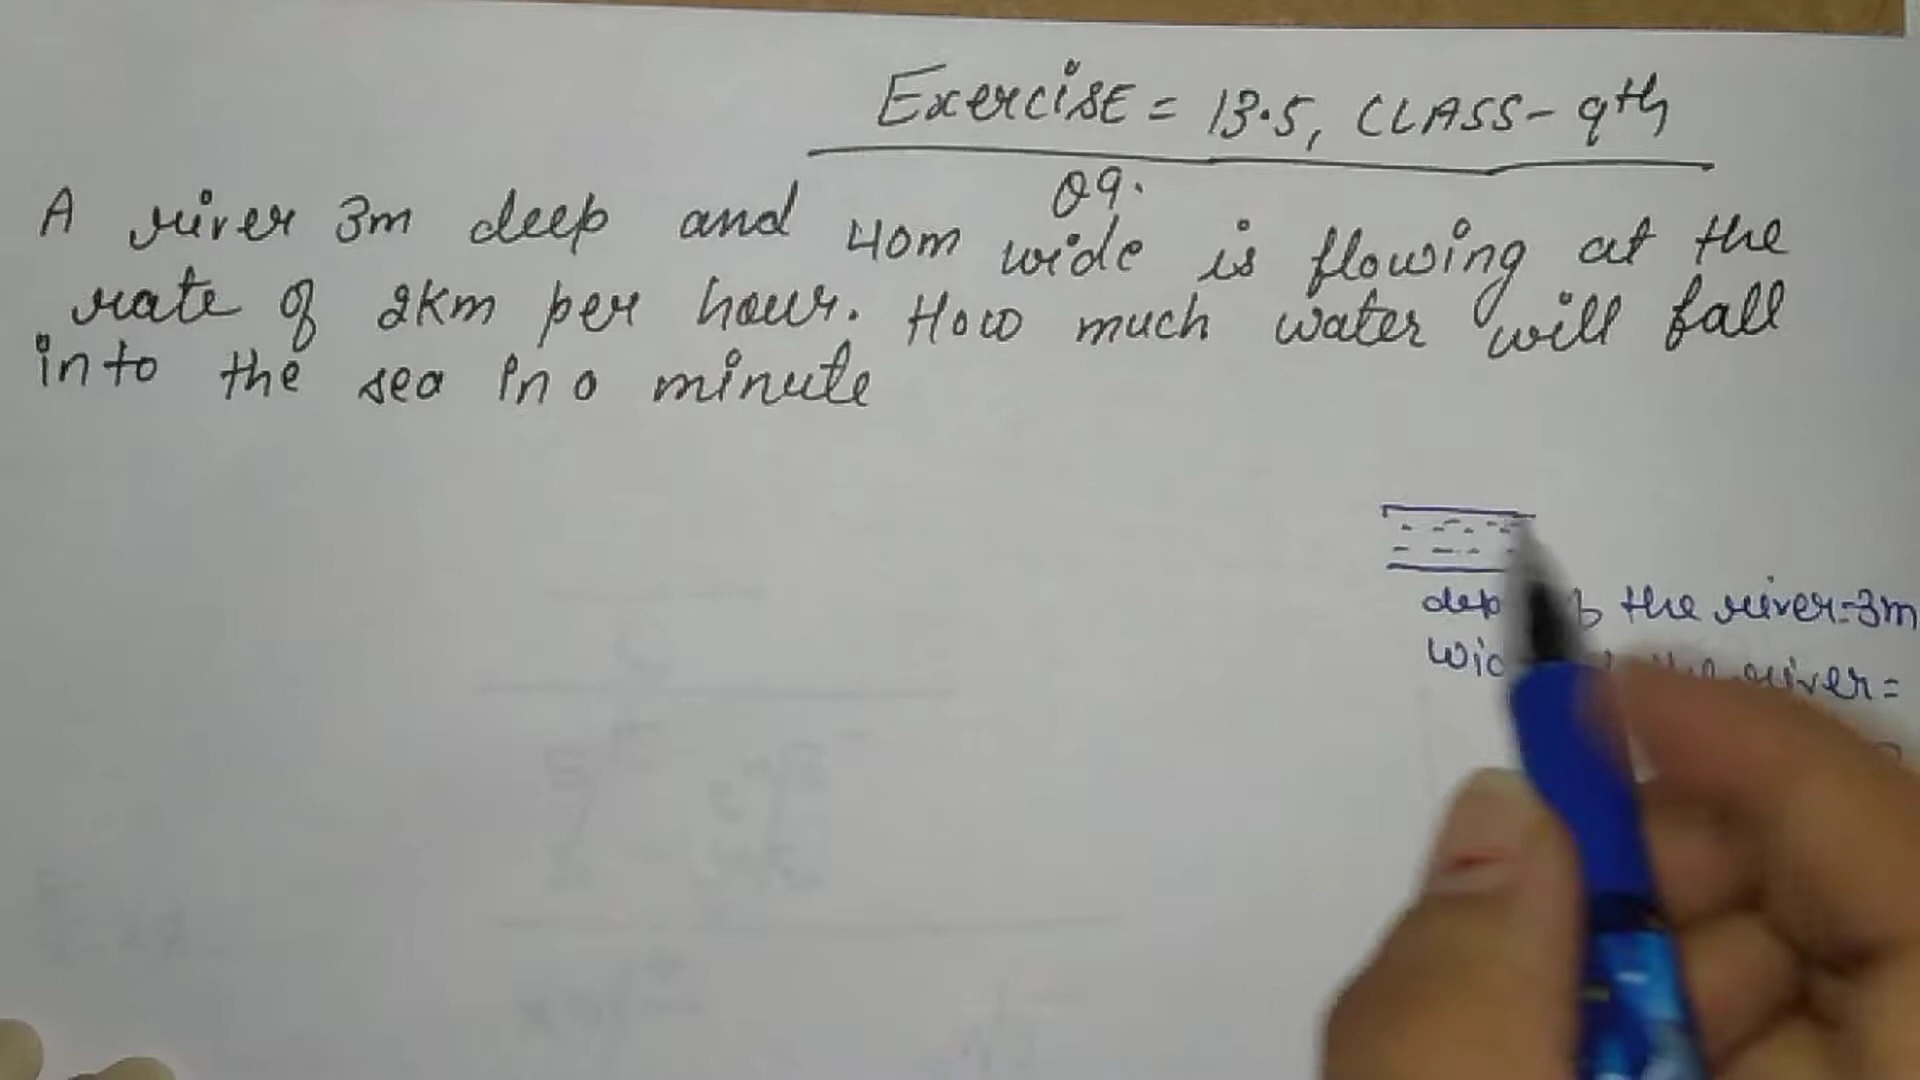 ExerciSE = 13.5, CLASS - 9th
Q9.
A river 3m deep and 40m wide is flowing at the
rate of 2km per hour. How much water will fall
into the sea in a minute
the river=3m
the river=